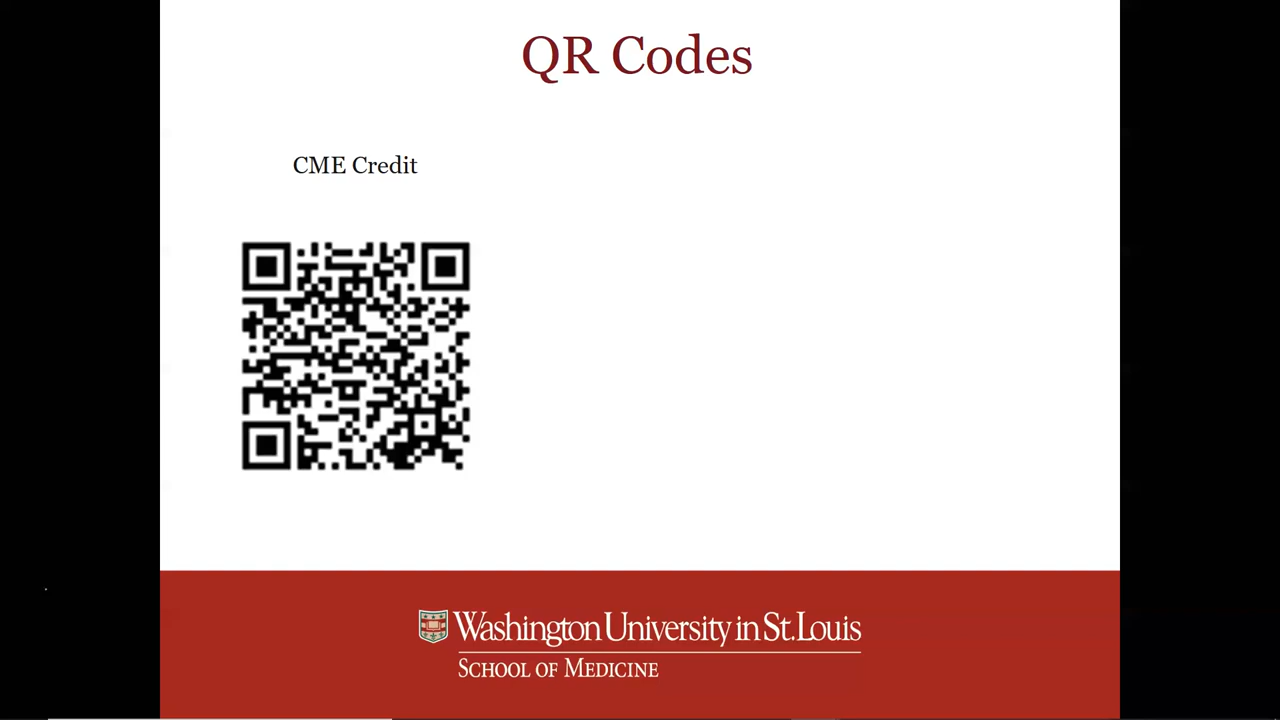 QR Codes
CME Credit
Washington University in St. Louis
SCHOOL OF MEDICINE